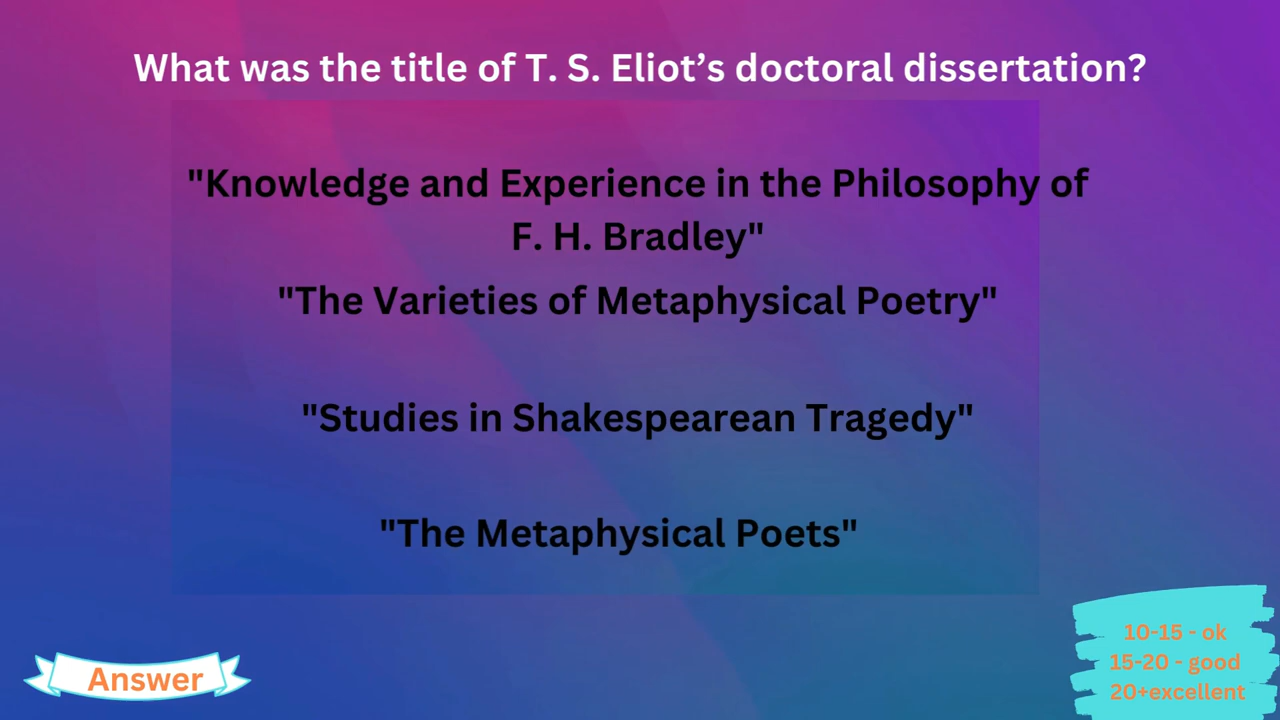 What was the title of T. S. Eliot’s doctoral dissertation?
"Knowledge and Experience in the Philosophy of
F. H. Bradley"
"The Varieties of Metaphysical Poetry"
"Studies in Shakespearean Tragedy"
"The Metaphysical Poets"
Answer
10-15 - ok
15-20 - good
20+excellent